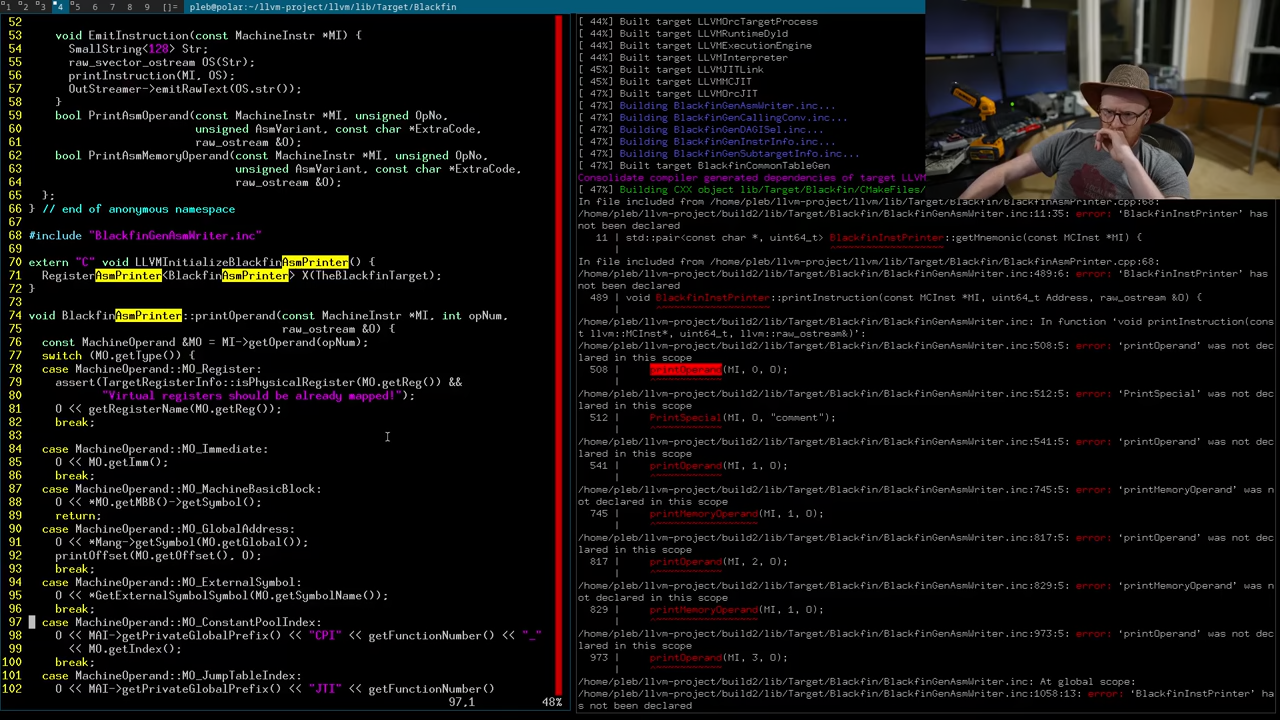 1 2 3 4 5 6 7 8 9 []= pleb@polar:~/llvm-project/llvm/lib/Target/Blackfin
52
53 void EmitInstruction(const MachineInstr *MI) {
54 SmallString<128> Str;
55 raw_svector_ostream OS(Str);
56 printInstruction(MI, OS);
57 OutStreamer->emitRawText(OS.str());
58 }
59 bool PrintAsmOperand(const MachineInstr *MI, unsigned OpNo,
60 unsigned AsmVariant, const char *ExtraCode,
61 raw_ostream &O);
62 bool PrintAsmMemoryOperand(const MachineInstr *MI, unsigned OpNo,
63 unsigned AsmVariant, const char *ExtraCode,
64 raw_ostream &O);
65 };
66 } // end of anonymous namespace
67
68 #include "BlackfinGenAsmWriter.inc"
69
70 extern "C" void LLVMInitializeBlackfinAsmPrinter() {
71 RegisterAsmPrinter<BlackfinAsmPrinter> X(TheBlackfinTarget);
72 }
73
74 void BlackfinAsmPrinter::printOperand(const MachineInstr *MI, int opNum,
75 raw_ostream &O) {
76 const MachineOperand &MO = MI->getOperand(opNum);
77 switch (MO.getType()) {
78 case MachineOperand::MO_Register:
79 assert(TargetRegisterInfo::isPhysicalRegister(MO.getReg()) &&
80 "Virtual registers should be already mapped!");
81 O << getRegisterName(MO.getReg());
82 break;
83
84 case MachineOperand::MO_Immediate:
85 O << MO.getImm();
86 break;
87 case MachineOperand::MO_MachineBasicBlock:
88 O << *MO.getMBB()->getSymbol();
89 return;
90 case MachineOperand::MO_GlobalAddress:
91 O << *Mang->getSymbol(MO.getGlobal());
92 printOffset(MO.getOffset(), O);
93 break;
94 case MachineOperand::MO_ExternalSymbol:
95 O << *GetExternalSymbolSymbol(MO.getSymbolName());
96 break;
97 case MachineOperand::MO_ConstantPoolIndex:
98 O << MAI->getPrivateGlobalPrefix() << "CPI" << getFunctionNumber() << "_"
99 << MO.getIndex();
100 break;
101 case MachineOperand::MO_JumpTableIndex:
102 O << MAI->getPrivateGlobalPrefix() << "JTI" << getFunctionNumber()
97,1 48%
[ 44%] Built target LLVMOrcTargetProcess
[ 44%] Built target LLVMRuntimeDyld
[ 44%] Built target LLVMExecutionEngine
[ 44%] Built target LLVMInterpreter
[ 45%] Built target LLVMJITLink
[ 45%] Built target LLVMMCJIT
[ 47%] Built target LLVMOrcJIT
[ 47%] Building BlackfinGenAsmWriter.inc...
[ 47%] Building BlackfinGenCallingConv.inc...
[ 47%] Building BlackfinGenDAGISel.inc...
[ 47%] Building BlackfinGenInstrInfo.inc...
[ 47%] Building BlackfinGenSubtargetInfo.inc...
[ 47%] Built target BlackfinCommonTableGen
Consolidate compiler generated dependencies of target LLVM
[ 47%] Building CXX object lib/Target/Blackfin/CMakeFiles/
In file included from /home/pleb/llvm-project/llvm/lib/Target/Blackfin/BlackfinAsmPrinter.cpp:68:
/home/pleb/llvm-project/build2/lib/Target/Blackfin/BlackfinGenAsmWriter.inc:11:35: error: 'BlackfinInstPrinter' has
not been declared
11 | std::pair<const char *, uint64_t> BlackfinInstPrinter::getMnemonic(const MCInst *MI) {
|
In file included from /home/pleb/llvm-project/llvm/lib/Target/Blackfin/BlackfinAsmPrinter.cpp:68:
/home/pleb/llvm-project/build2/lib/Target/Blackfin/BlackfinGenAsmWriter.inc:489:6: error: 'BlackfinInstPrinter' has
not been declared
489 | void BlackfinInstPrinter::printInstruction(const MCInst *MI, uint64_t Address, raw_ostream &O) {
|
/home/pleb/llvm-project/build2/lib/Target/Blackfin/BlackfinGenAsmWriter.inc: In function 'void printInstruction(cons
t llvm::MCInst*, uint64_t, llvm::raw_ostream&)':
/home/pleb/llvm-project/build2/lib/Target/Blackfin/BlackfinGenAsmWriter.inc:508:5: error: 'printOperand' was not dec
lared in this scope
508 | printOperand(MI, 0, O);
|
/home/pleb/llvm-project/build2/lib/Target/Blackfin/BlackfinGenAsmWriter.inc:512:5: error: 'PrintSpecial' was not dec
lared in this scope
512 | PrintSpecial(MI, O, "comment");
|
/home/pleb/llvm-project/build2/lib/Target/Blackfin/BlackfinGenAsmWriter.inc:541:5: error: 'printOperand' was not dec
lared in this scope
541 | printOperand(MI, 1, O);
|
/home/pleb/llvm-project/build2/lib/Target/Blackfin/BlackfinGenAsmWriter.inc:745:5: error: 'printMemoryOperand' was n
ot declared in this scope
745 | printMemoryOperand(MI, 1, O);
|
/home/pleb/llvm-project/build2/lib/Target/Blackfin/BlackfinGenAsmWriter.inc:817:5: error: 'printOperand' was not dec
lared in this scope
817 | printOperand(MI, 2, O);
|
/home/pleb/llvm-project/build2/lib/Target/Blackfin/BlackfinGenAsmWriter.inc:829:5: error: 'printMemoryOperand' was n
ot declared in this scope
829 | printMemoryOperand(MI, 1, O);
|
/home/pleb/llvm-project/build2/lib/Target/Blackfin/BlackfinGenAsmWriter.inc:973:5: error: 'printOperand' was not dec
lared in this scope
973 | printOperand(MI, 3, O);
|
/home/pleb/llvm-project/build2/lib/Target/Blackfin/BlackfinGenAsmWriter.inc: At global scope:
/home/pleb/llvm-project/build2/lib/Target/Blackfin/BlackfinGenAsmWriter.inc:1058:13: error: 'BlackfinInstPrinter' ha
s not been declared